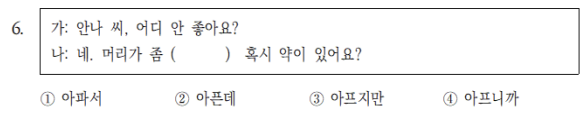 6.
가: 안나 씨, 어디 안 좋아요?
나: 네. 머리가 좀 (          ) 혹시 약이 있어요?
① 아파서 ② 아픈데 ③ 아프지만 ④ 아프니까